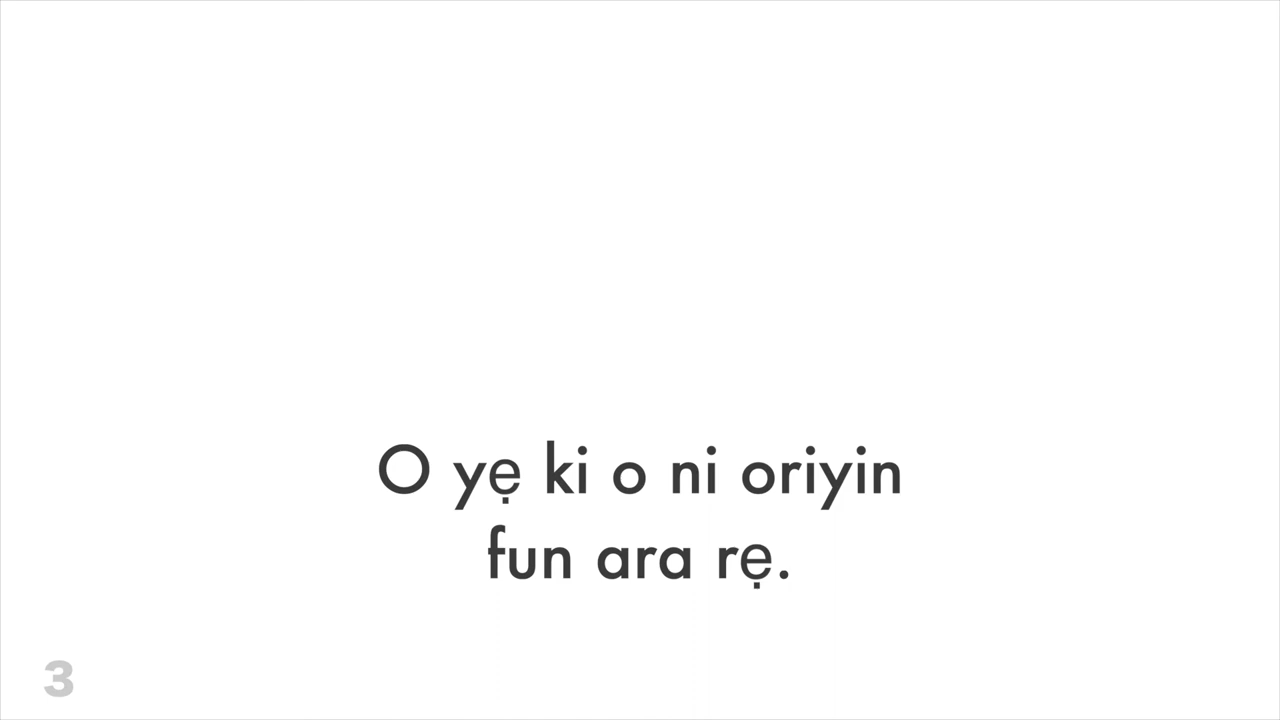 O yẹ ki o ni oriyin
fun ara rẹ.
3